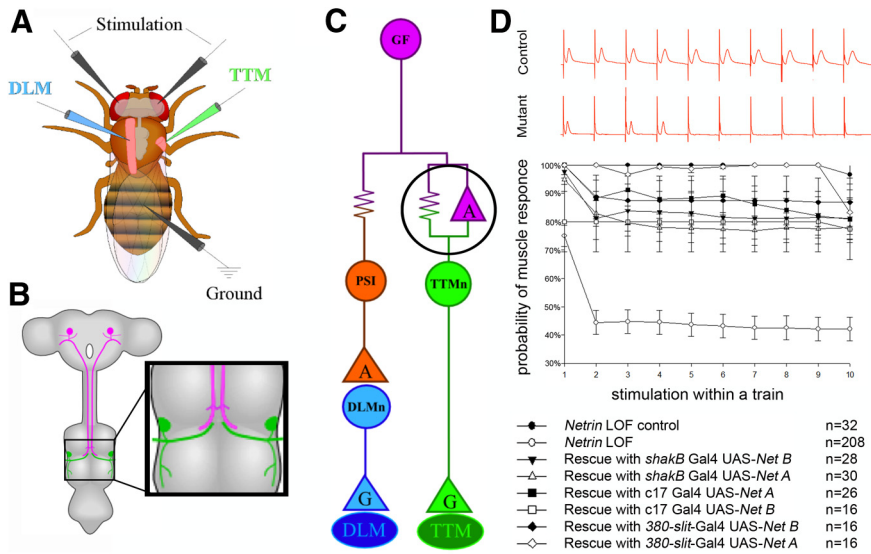 A
Stimulation
DLM
TTM
Ground
B
C
GF
A
PSI
TTMn
A
DLMn
G
G
DLM
TTM
D
Control
Mutant
probability of muscle responce
100%
90%
80%
70%
60%
50%
40%
30%
1 2 3 4 5 6 7 8 9 10
stimulation within a train
Netrin LOF control n=32
Netrin LOF n=208
Rescue with shakB Gal4 UAS-Net B n=28
Rescue with shakB Gal4 UAS-Net A n=30
Rescue with c17 Gal4 UAS-Net A n=26
Rescue with c17 Gal4 UAS-Net B n=16
Rescue with 380-slit-Gal4 UAS-Net B n=16
Rescue with 380-slit-Gal4 UAS-Net A n=16